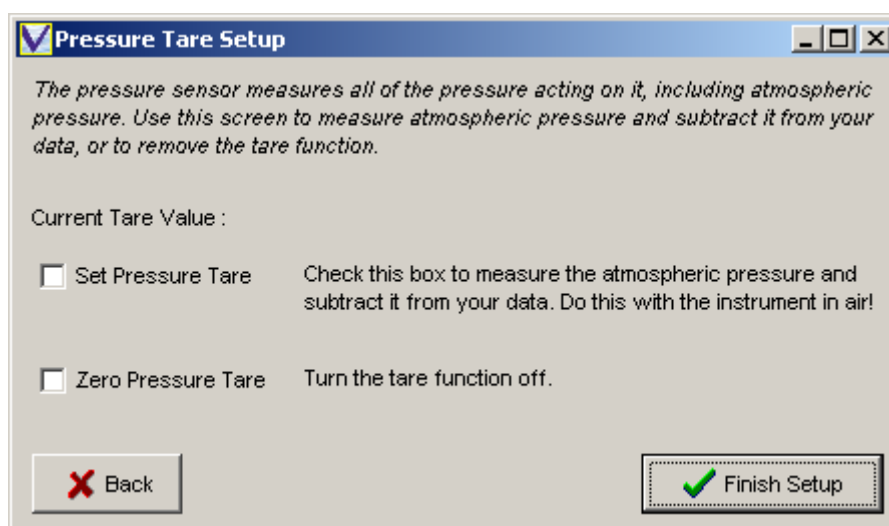 Pressure Tare Setup
The pressure sensor measures all of the pressure acting on it, including atmospheric
pressure. Use this screen to measure atmospheric pressure and subtract it from your
data, or to remove the tare function.
Current Tare Value :
Set Pressure Tare
Check this box to measure the atmospheric pressure and
subtract it from your data. Do this with the instrument in air!
Zero Pressure Tare
Turn the tare function off.
Back
Finish Setup